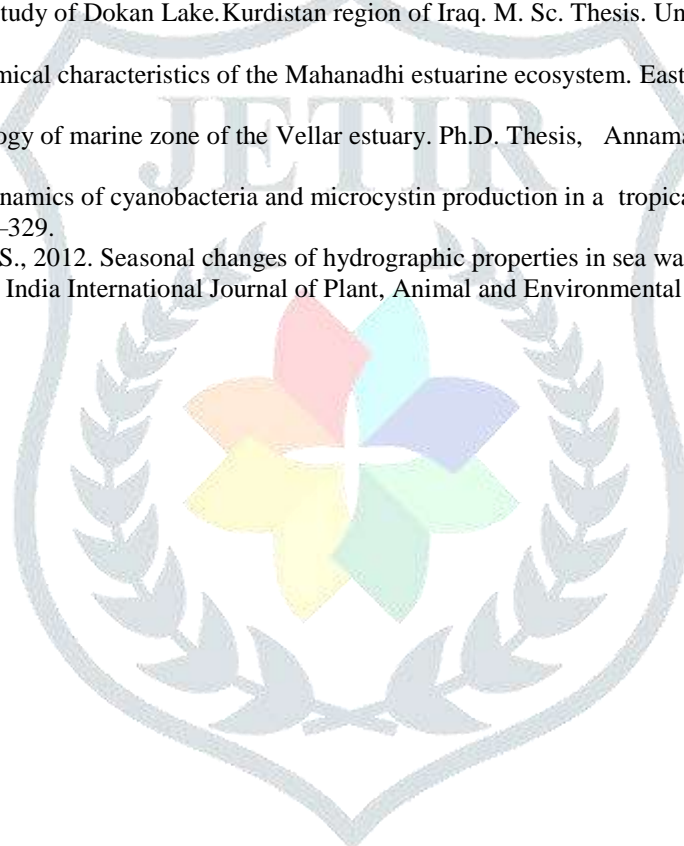 tudy of Dokan Lake.Kurdistan region of Iraq. M. Sc. Thesis. Un
mical characteristics of the Mahanadhi estuarine ecosystem. East
ogy of marine zone of the Vellar estuary. Ph.D. Thesis, Annama
JETIR
namics of cyanobacteria and microcystin production in a tropica
–329.
S., 2012. Seasonal changes of hydrographic properties in sea wa
India International Journal of Plant, Animal and Environmental